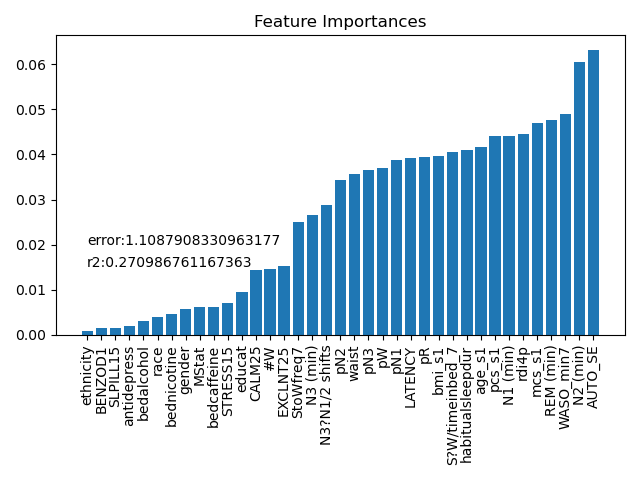 Feature Importances
0.06
0.05
0.04
0.03
0.02
0.01
0.00
error:1.1087908330963177
r2:0.270986761167363
ethnicity
BENZOD1
SLPILL15
antidepress
bedalcohol
race
bednicotine
gender
MStat
bedcaffeine
STRESS15
educat
CALM25
#W
EXCLNT25
StoWfreq7
N3 (min)
N3?N1/2 shifts
pN2
waist
pN3
pW
pN1
LATENCY
pR
bmi_s1
S?W/timeinbed_7
habitualsleepdur
age_s1
pcs_s1
N1 (min)
rdi4p
mcs_s1
REM (min)
WASO_min7
N2 (min)
AUTO_SE